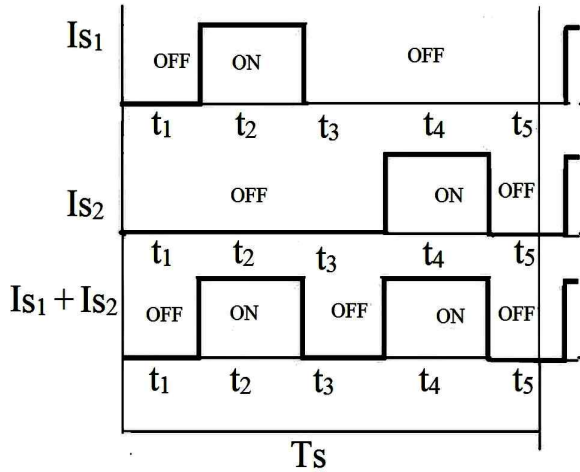 Is₁ OFF ON OFF
t₁ t₂ t₃ t₄ t₅
Is₂ OFF ON OFF
t₁ t₂ t₃ t₄ t₅
Is₁ + Is₂ OFF ON OFF ON OFF
t₁ t₂ t₃ t₄ t₅
Ts